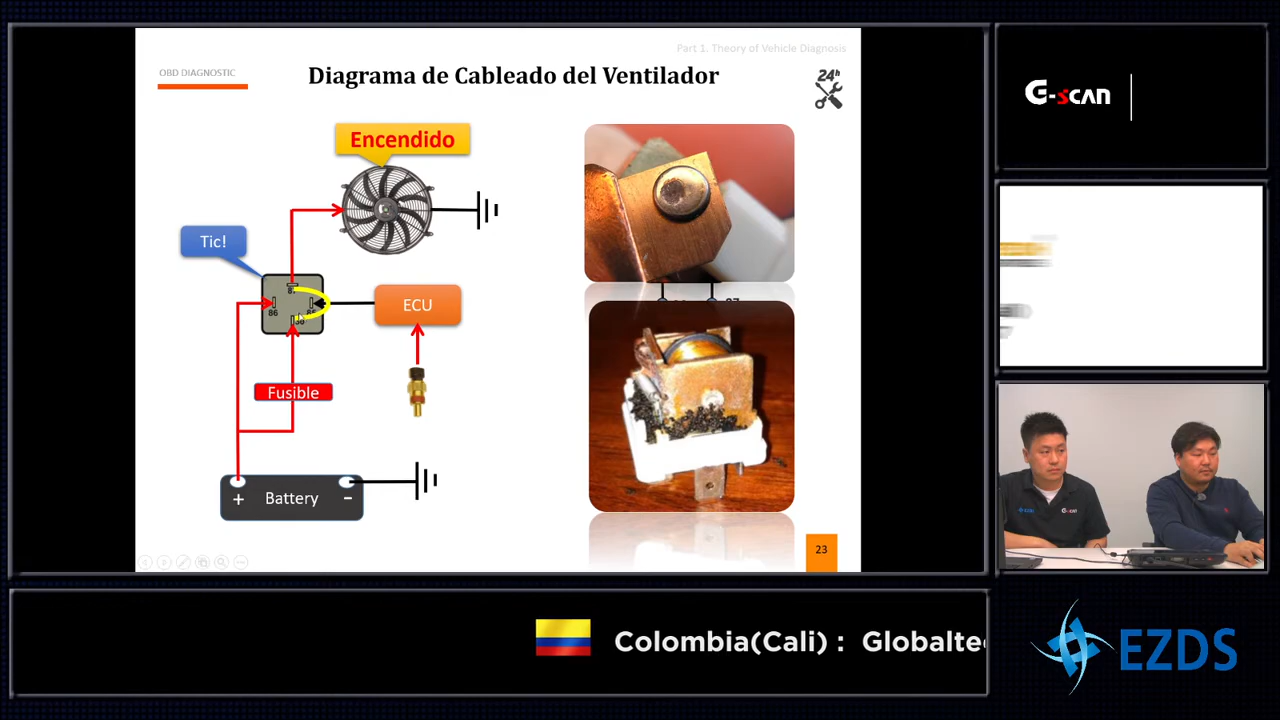 Part 1. Theory of Vehicle Diagnosis
OBD DIAGNOSTIC
Diagrama de Cableado del Ventilador
24h
Encendido
Tic!
86
ECU
Fusible
+ Battery -
23
G-SCAN
Colombia(Cali) : Globalte
EZDS